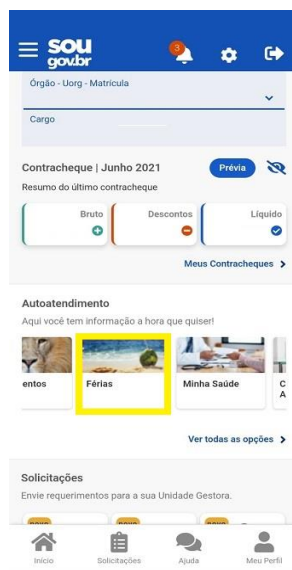 SOU
gov.br
3
Órgão - Uorg - Matrícula
Cargo
Contracheque | Junho 2021
Prévia
Resumo do último contracheque
Bruto
Descontos
Líquido
Meus Contracheques
Autoatendimento
Aqui você tem informação a hora que quiser!
entos
Férias
Minha Saúde
C
A
Ver todas as opções
Solicitações
Envie requerimentos para a sua Unidade Gestora.
Início
Solicitações
Ajuda
Meu Perfil